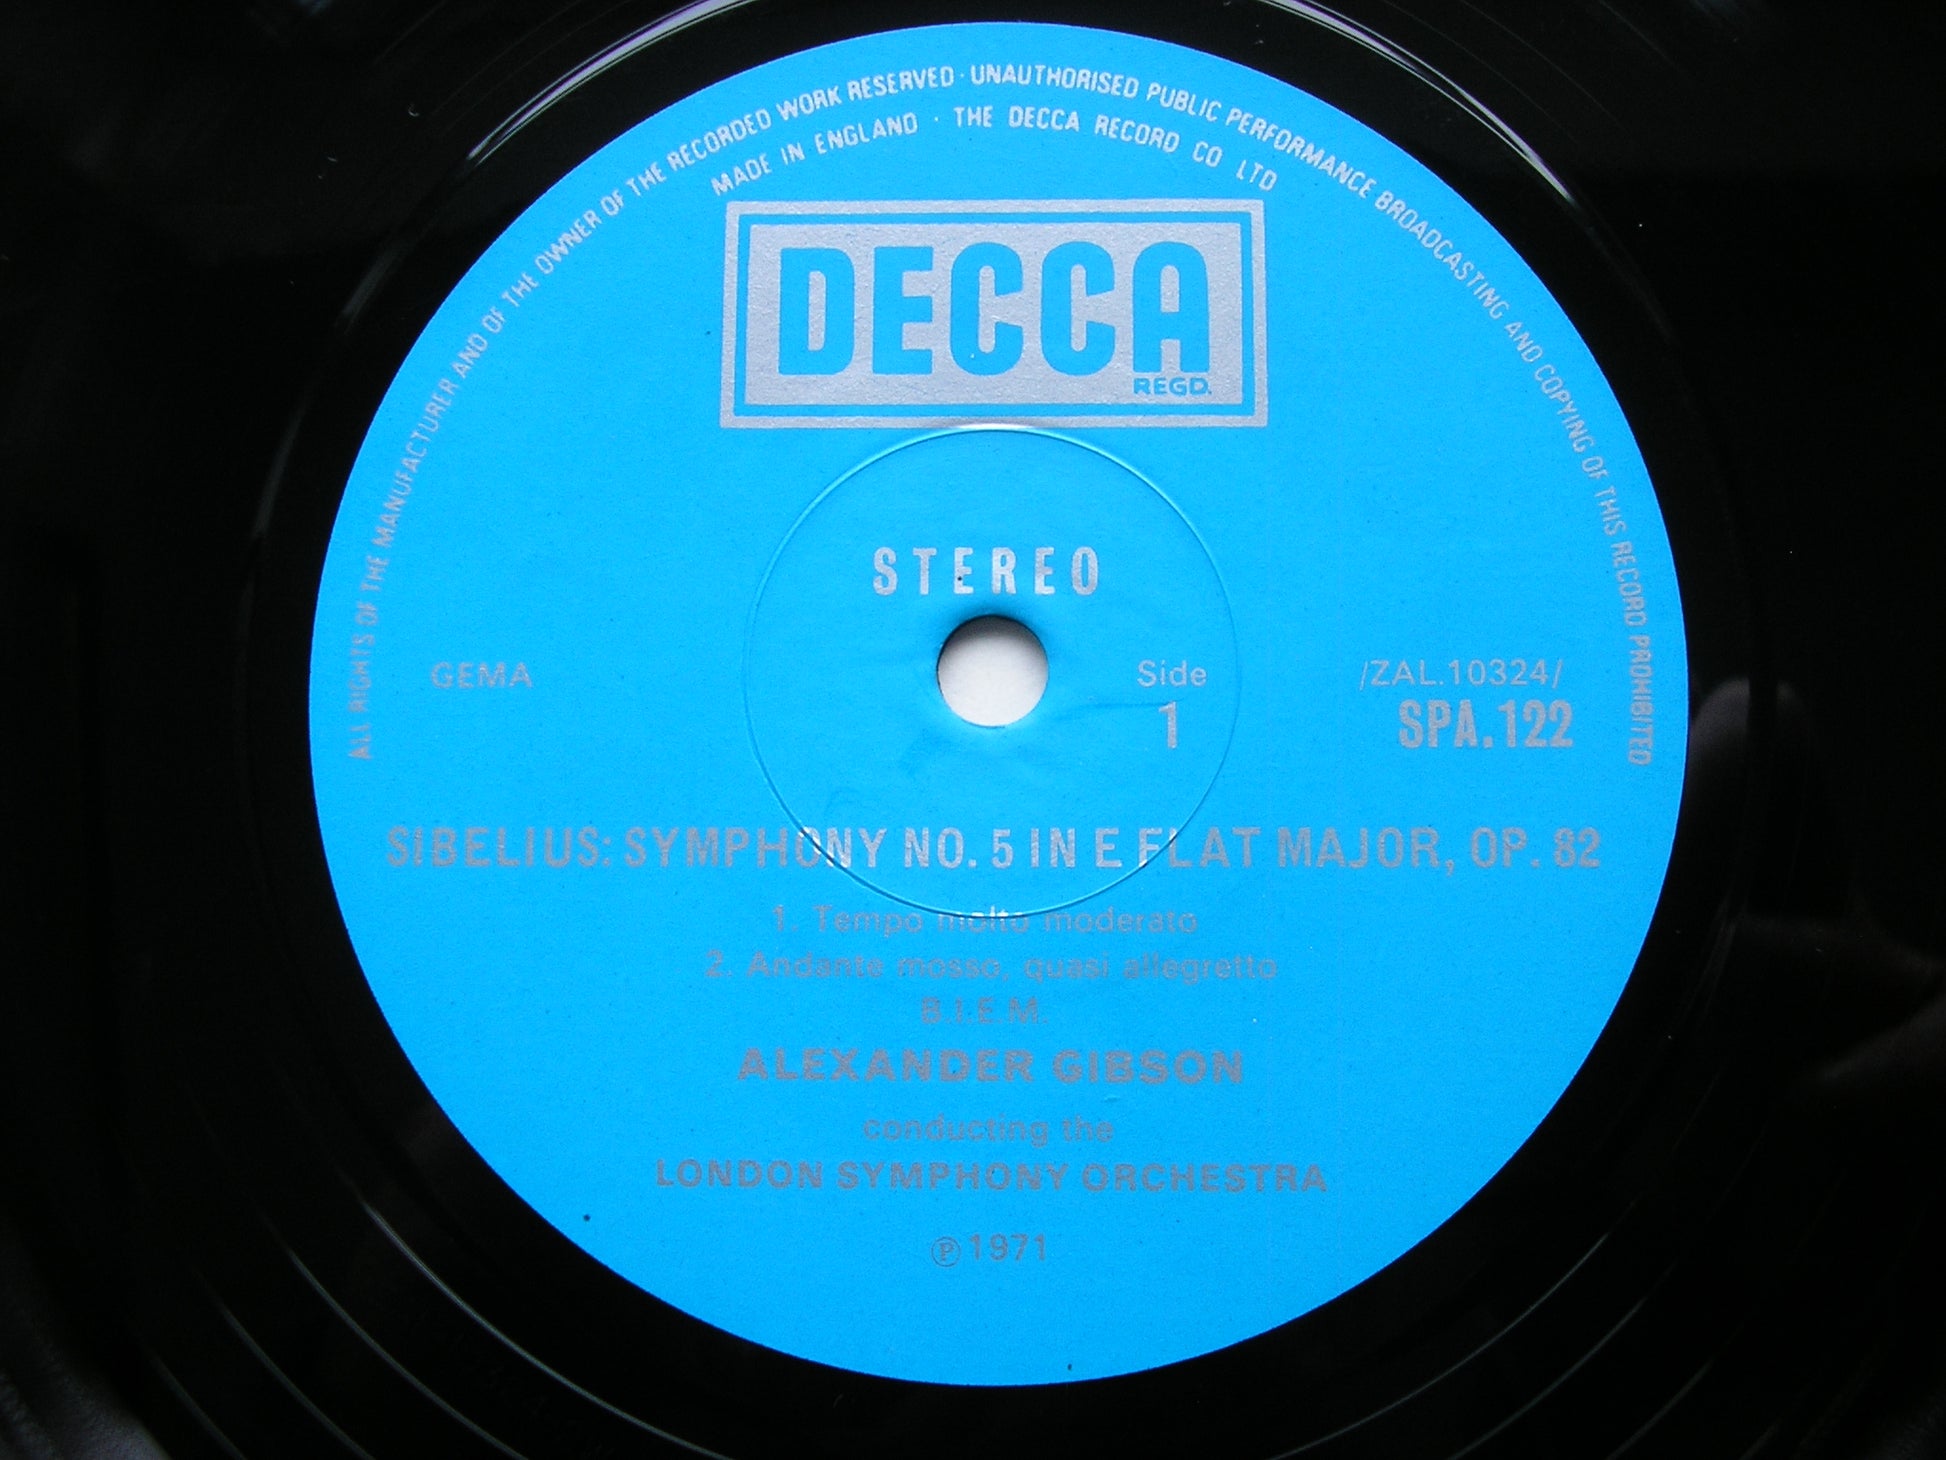 ALL RIGHTS OF THE MANUFACTURER AND OF THE OWNER OF THE RECORDED WORK RESERVED · UNAUTHORISED PUBLIC PERFORMANCE BROADCASTING AND COPYING OF THIS RECORD PROHIBITED
MADE IN ENGLAND · THE DECCA RECORD CO LTD
DECCA
REGD.
STEREO
GEMA
Side
1
/ZAL.10324/
SPA.122
SIBELIUS: SYMPHONY NO. 5 IN E FLAT MAJOR, OP. 82
1. Tempo molto moderato
2. Andante mosso, quasi allegretto
B.I.E.M.
ALEXANDER GIBSON
conducting the
LONDON SYMPHONY ORCHESTRA
℗ 1971